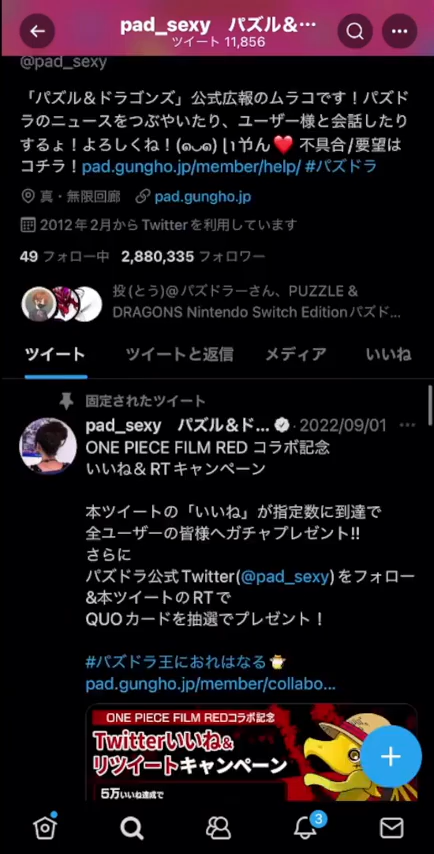 pad_sexy パズル&…
ツイート 11,856
@pad_sexy
「パズル&ドラゴンズ」公式広報のムラコです！パズド
ラのニュースをつぶやいたり、ユーザー様と会話したり
するょ！よろしくね！(๑◡๑) 不具合/要望は
コチラ！pad.gungho.jp/member/help/ #パズドラ
真・無限回廊 pad.gungho.jp
2012年2月からTwitterを利用しています
49 フォロー中 2,880,335 フォロワー
投(とう)@パズドラーさん、PUZZLE &
DRAGONS Nintendo Switch Editionパズド…
ツイート ツイートと返信 メディア いいね
固定されたツイート
pad_sexy パズル&ド… · 2022/09/01
ONE PIECE FILM RED コラボ記念
いいね&RTキャンペーン
本ツイートの「いいね」が指定数に到達で
全ユーザーの皆様へガチャプレゼント!!
さらに
パズドラ公式Twitter(@pad_sexy)をフォロー
&本ツイートのRTで
QUOカードを抽選でプレゼント！
#パズドラ王におれはなる
pad.gungho.jp/member/collabo...
ONE PIECE FILM REDコラボ記念
Twitterいいね&
リツイートキャンペーン
5万いいね達成で
3